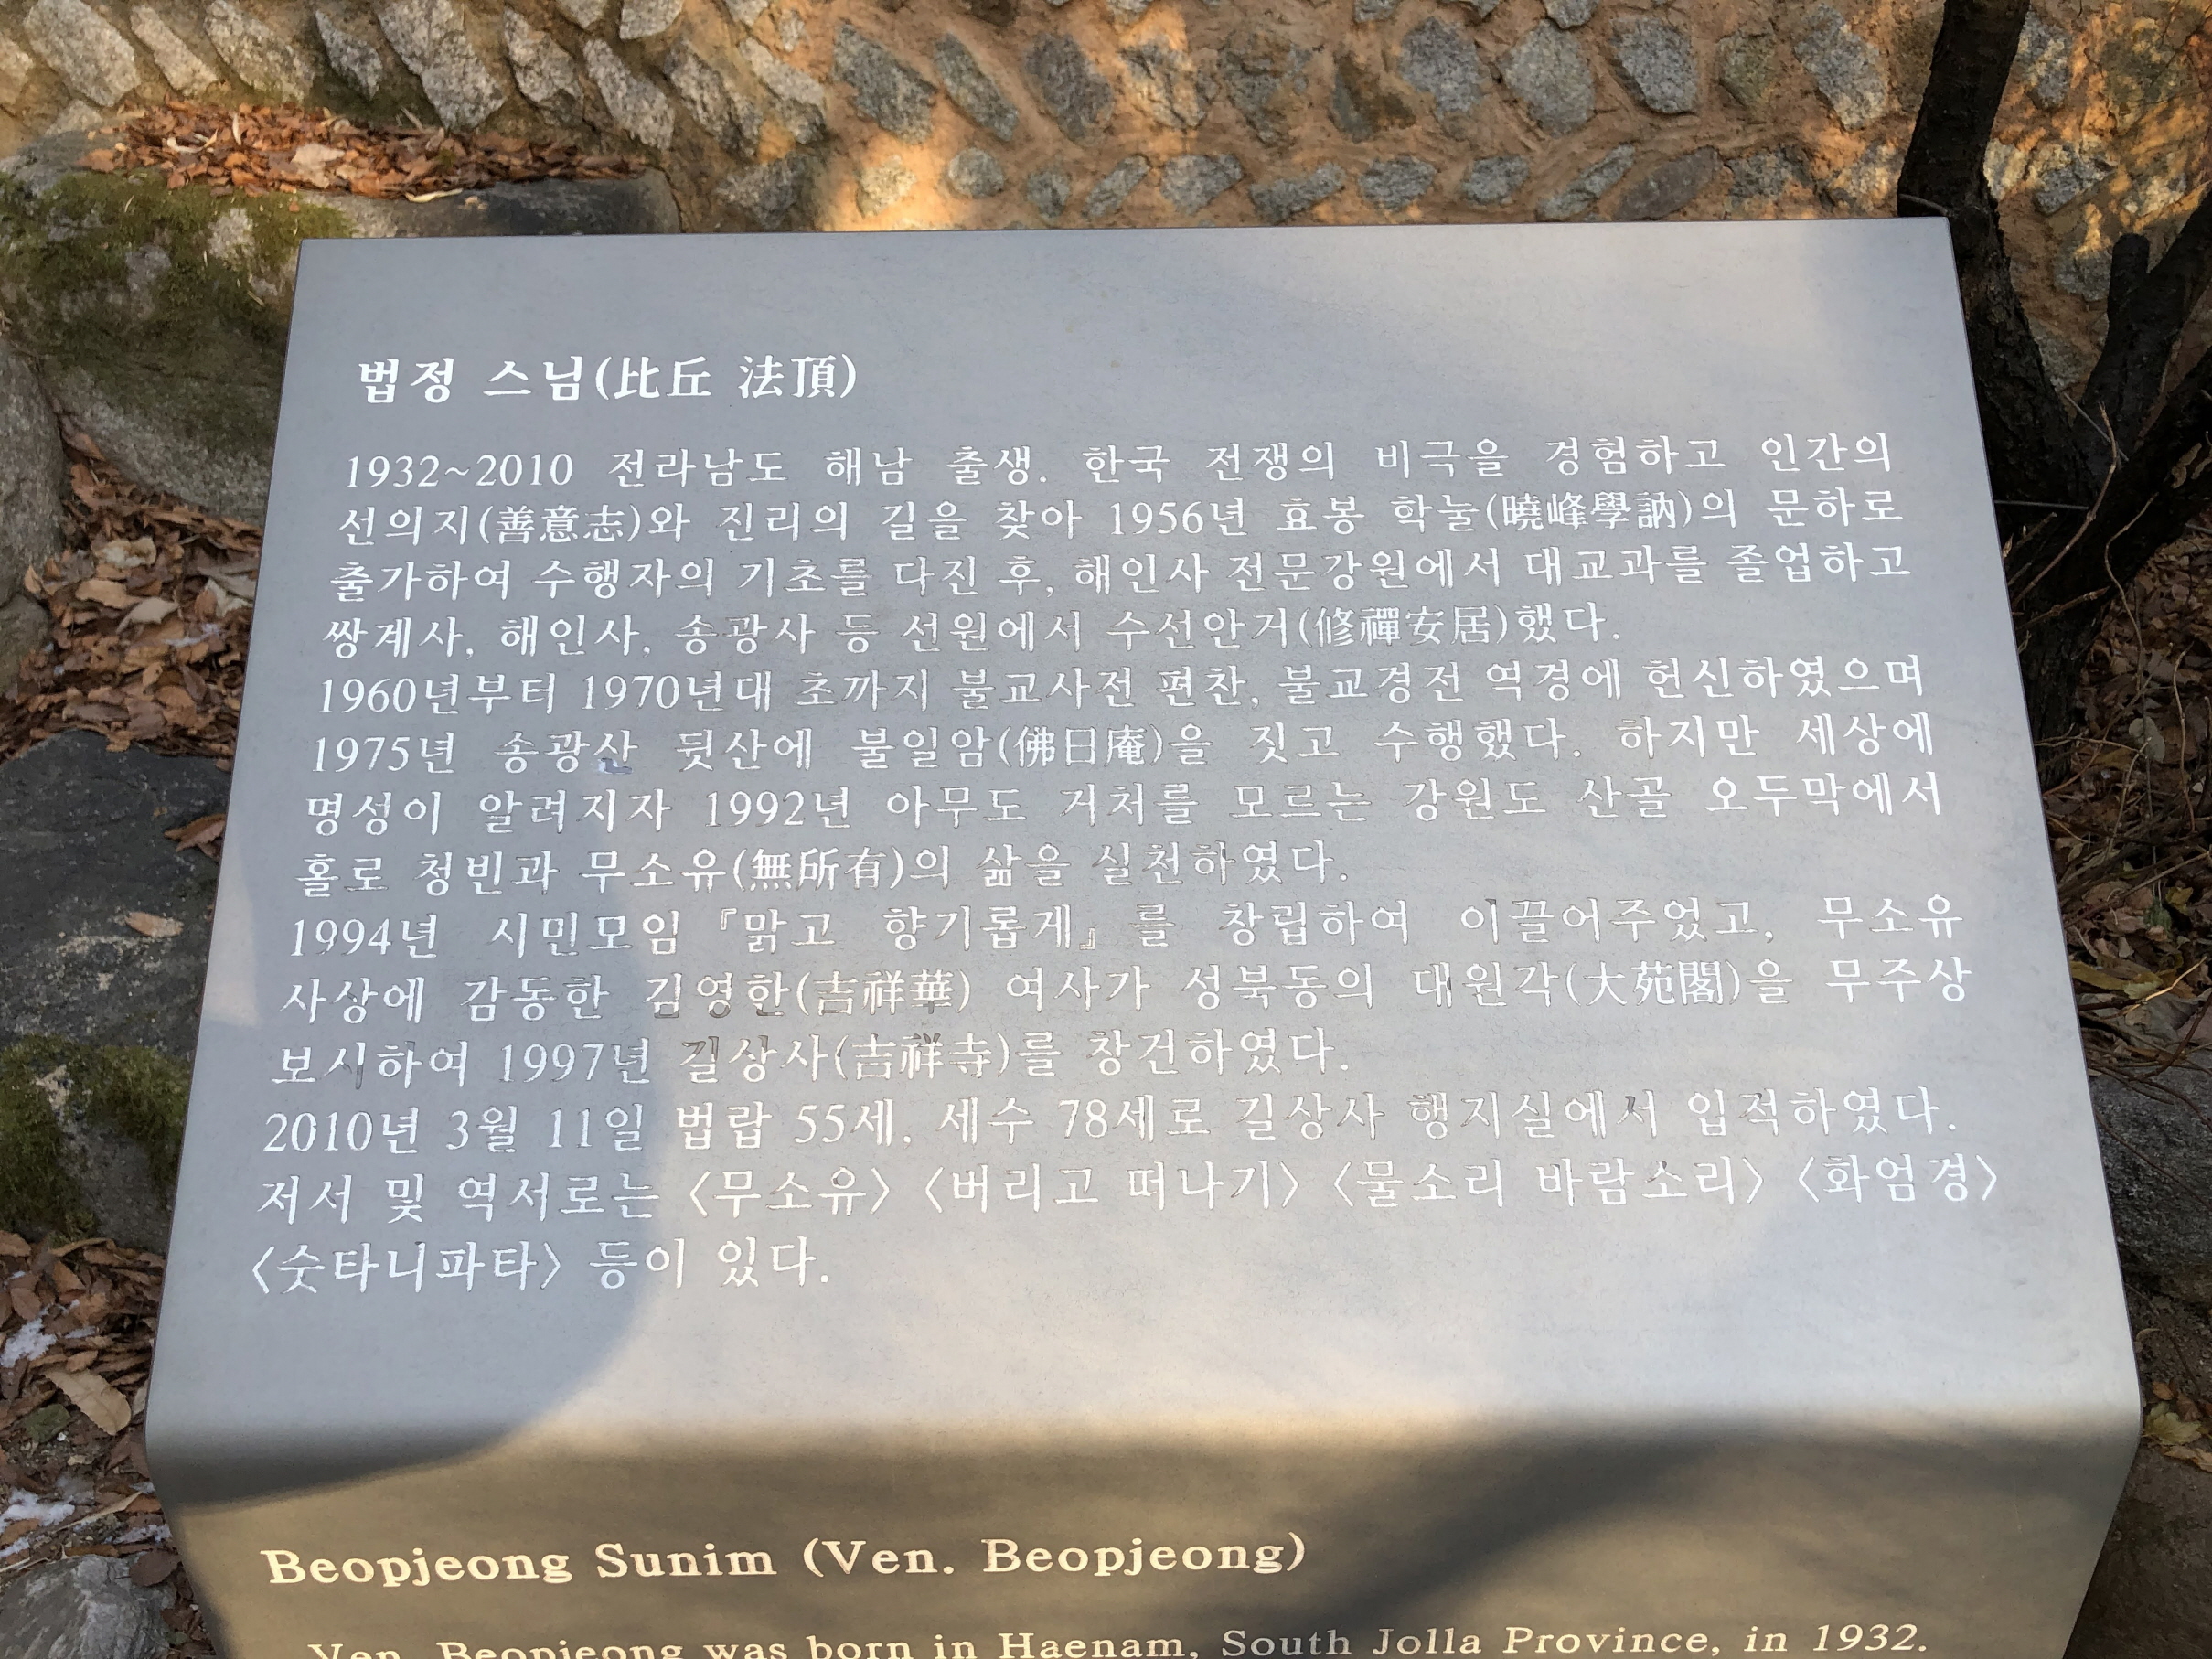 법정 스님(比丘 法頂)
1932~2010 전라남도 해남 출생. 한국 전쟁의 비극을 경험하고 인간의
선의지(善意志)와 진리의 길을 찾아 1956년 효봉 학눌(曉峰學訥)의 문하로
출가하여 수행자의 기초를 다진 후, 해인사 전문강원에서 대교과를 졸업하고
쌍계사, 해인사, 송광사 등 선원에서 수선안거(修禪安居)했다.
1960년부터 1970년대 초까지 불교사전 편찬, 불교경전 역경에 헌신하였으며
1975년 송광산 뒷산에 불일암(佛日庵)을 짓고 수행했다. 하지만 세상에
명성이 알려지자 1992년 아무도 거처를 모르는 강원도 산골 오두막에서
홀로 청빈과 무소유(無所有)의 삶을 실천하였다.
1994년 시민모임 『맑고 향기롭게』를 창립하여 이끌어주었고, 무소유
사상에 감동한 김영한(吉祥華) 여사가 성북동의 대원각(大苑閣)을 무주상
보시하여 1997년 길상사(吉祥寺)를 창건하였다.
2010년 3월 11일 법랍 55세. 세수 78세로 길상사 행지실에서 입적하였다.
저서 및 역서로는 〈무소유〉〈버리고 떠나기〉〈물소리 바람소리〉〈화엄경〉
〈숫타니파타〉 등이 있다.
Beopjeong Sunim (Ven. Beopjeong)
Ven. Beopjeong was born in Haenam, South Jolla Province, in 1932.